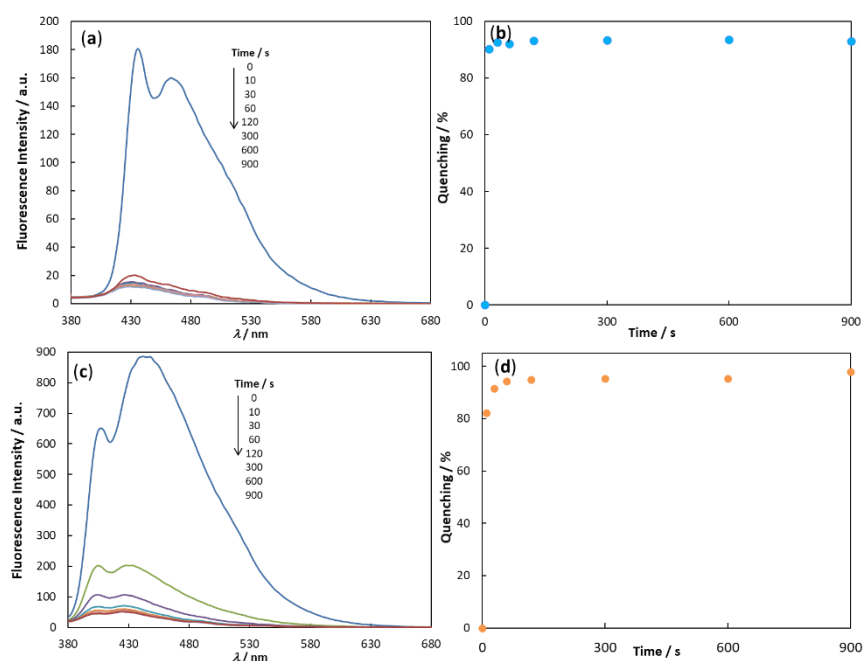 (a)
Fluorescence Intensity / a.u.
200
180
160
140
120
100
80
60
40
20
0
Time / s
0
10
30
60
120
300
600
900
380 430 480 530 580 630 680
λ / nm
(b)
Quenching / %
100
80
60
40
20
0
0 300 600 900
Time / s
(c)
Fluorescence Intensity / a.u.
900
800
700
600
500
400
300
200
100
0
Time / s
0
10
30
60
120
300
600
900
380 430 480 530 580 630 680
λ / nm
(d)
Quenching / %
100
80
60
40
20
0
0 300 600 900
Time / s